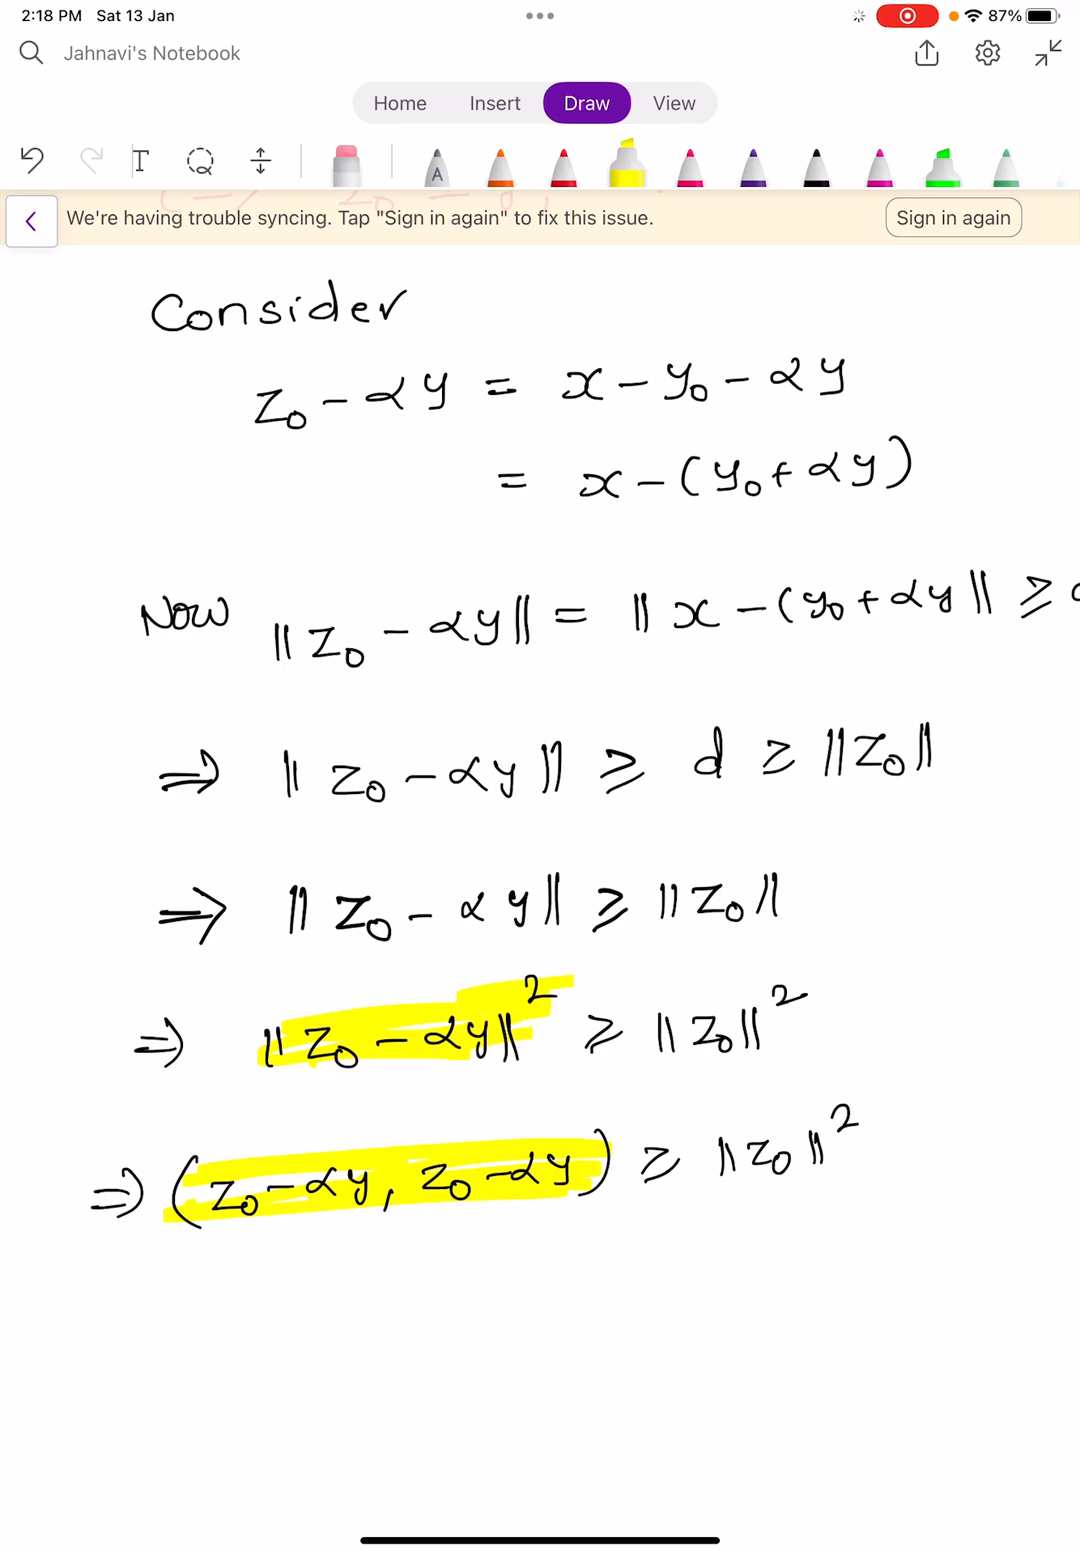 2:18 PM Sat 13 Jan 87%
Jahnavi's Notebook
Home Insert Draw View
T A
We're having trouble syncing. Tap "Sign in again" to fix this issue. Sign in again
Consider
z₀ - αy = x - y₀ - αy
= x - (y₀ + αy)
Now ||z₀ - αy|| = || x - (y₀ + αy || ≥
⇒ || z₀ - αy || ≥ d ≥ ||z₀||
⇒ || z₀ - αy|| ≥ ||z₀||
⇒ ||z₀ - αy||² ≥ ||z₀||²
⇒ (z₀ - αy, z₀ - αy) ≥ ||z₀||²